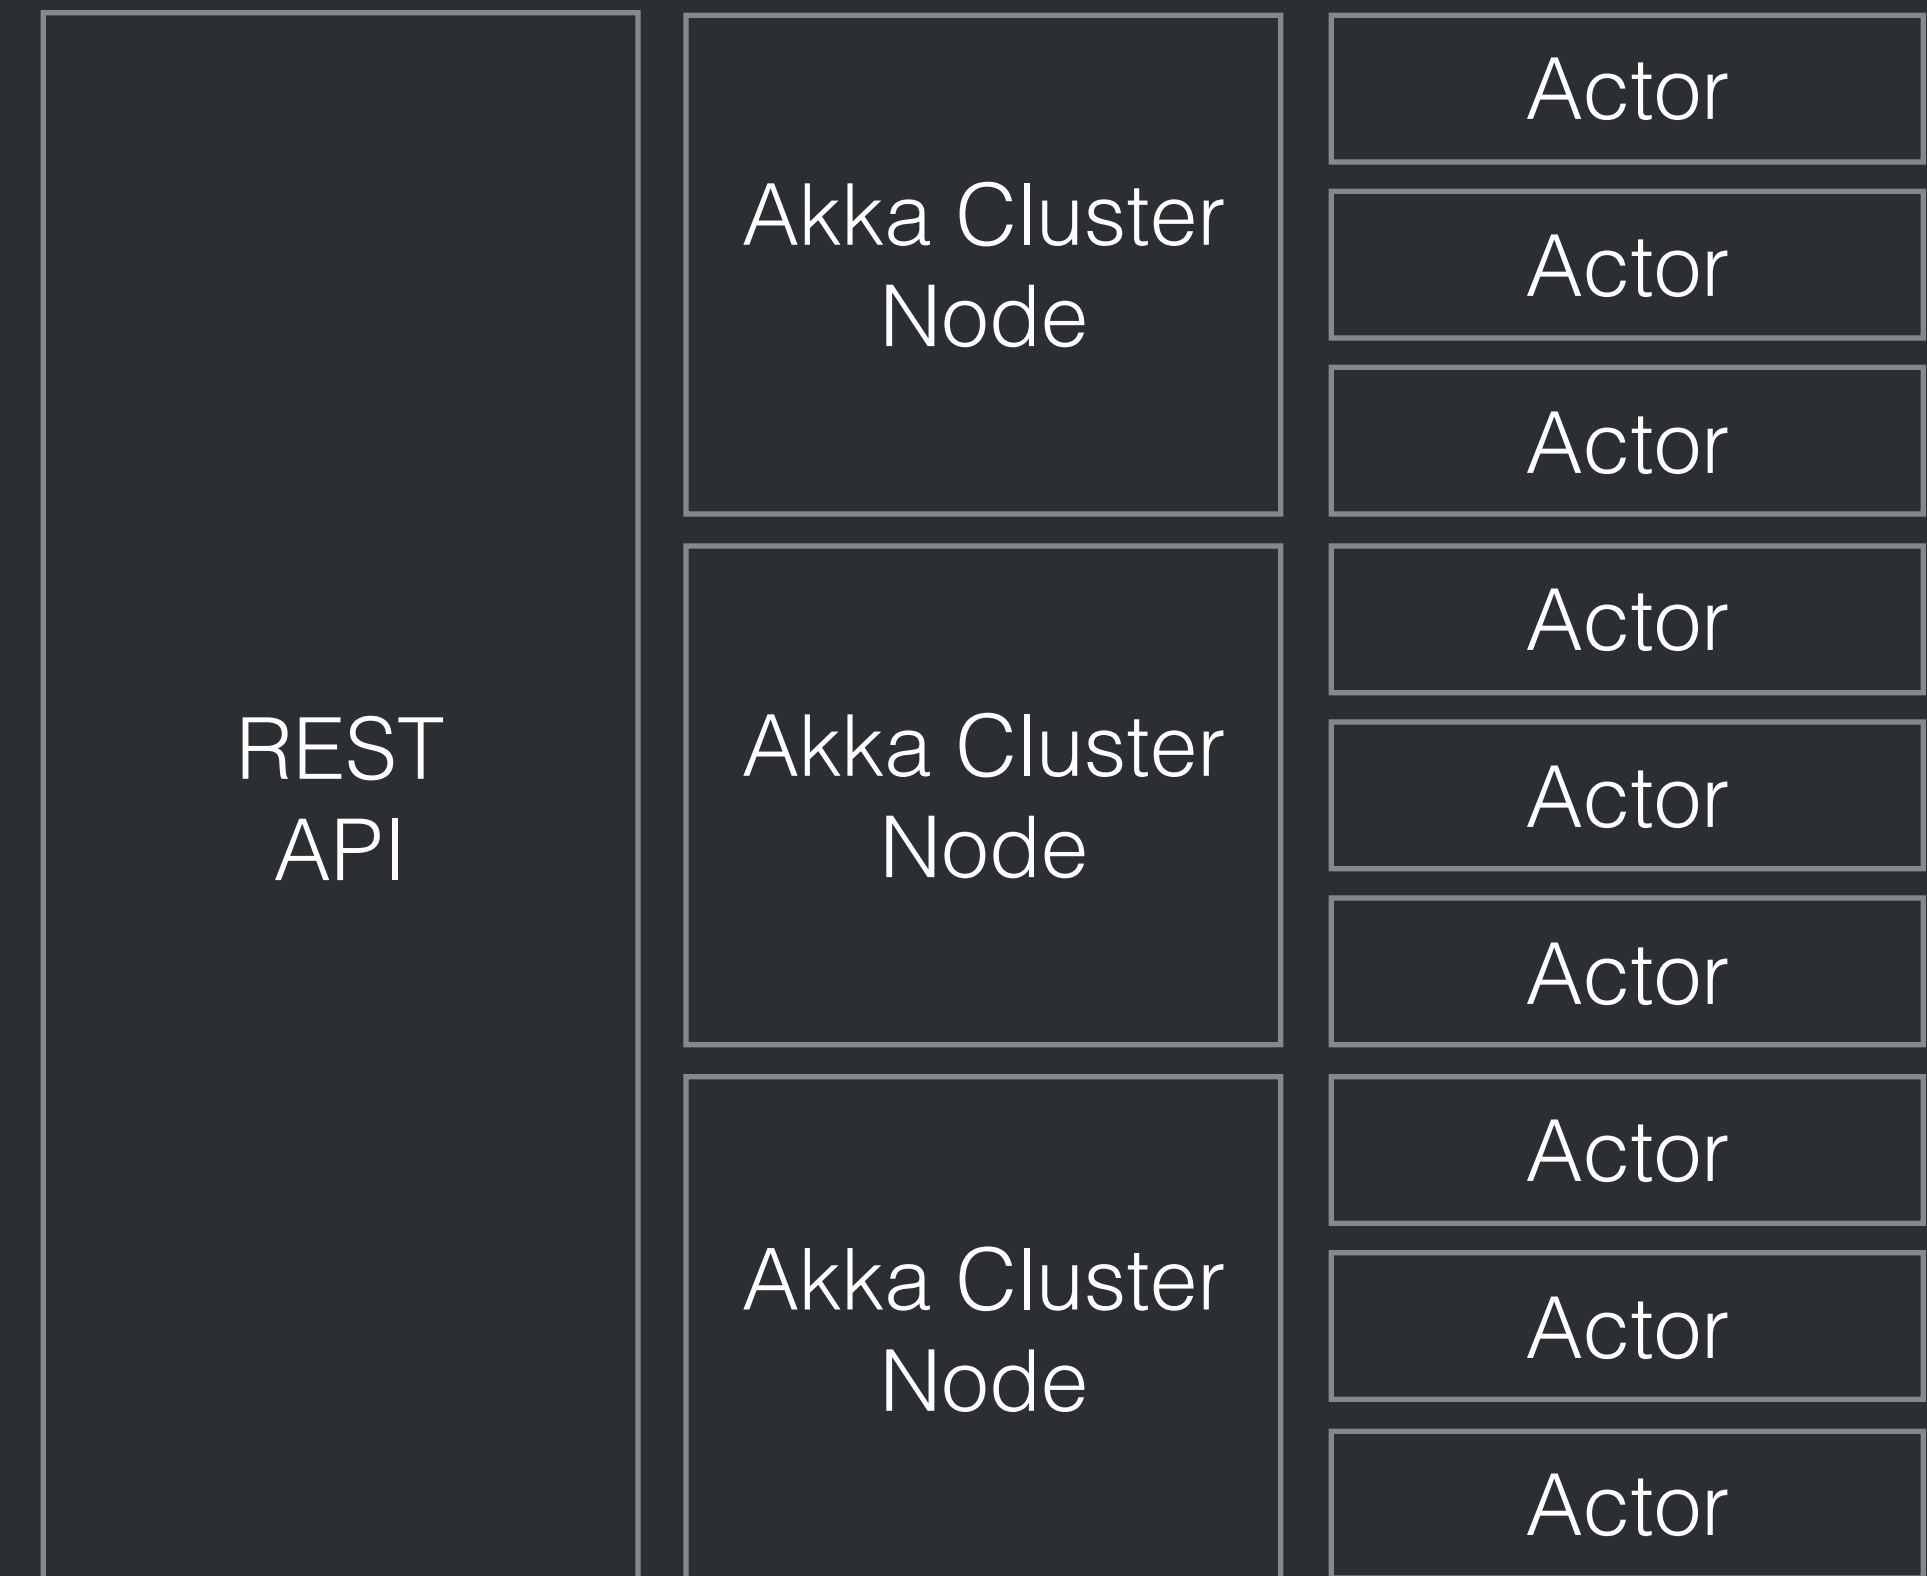 REST
API
Akka Cluster
Node
Akka Cluster
Node
Akka Cluster
Node
Actor
Actor
Actor
Actor
Actor
Actor
Actor
Actor
Actor